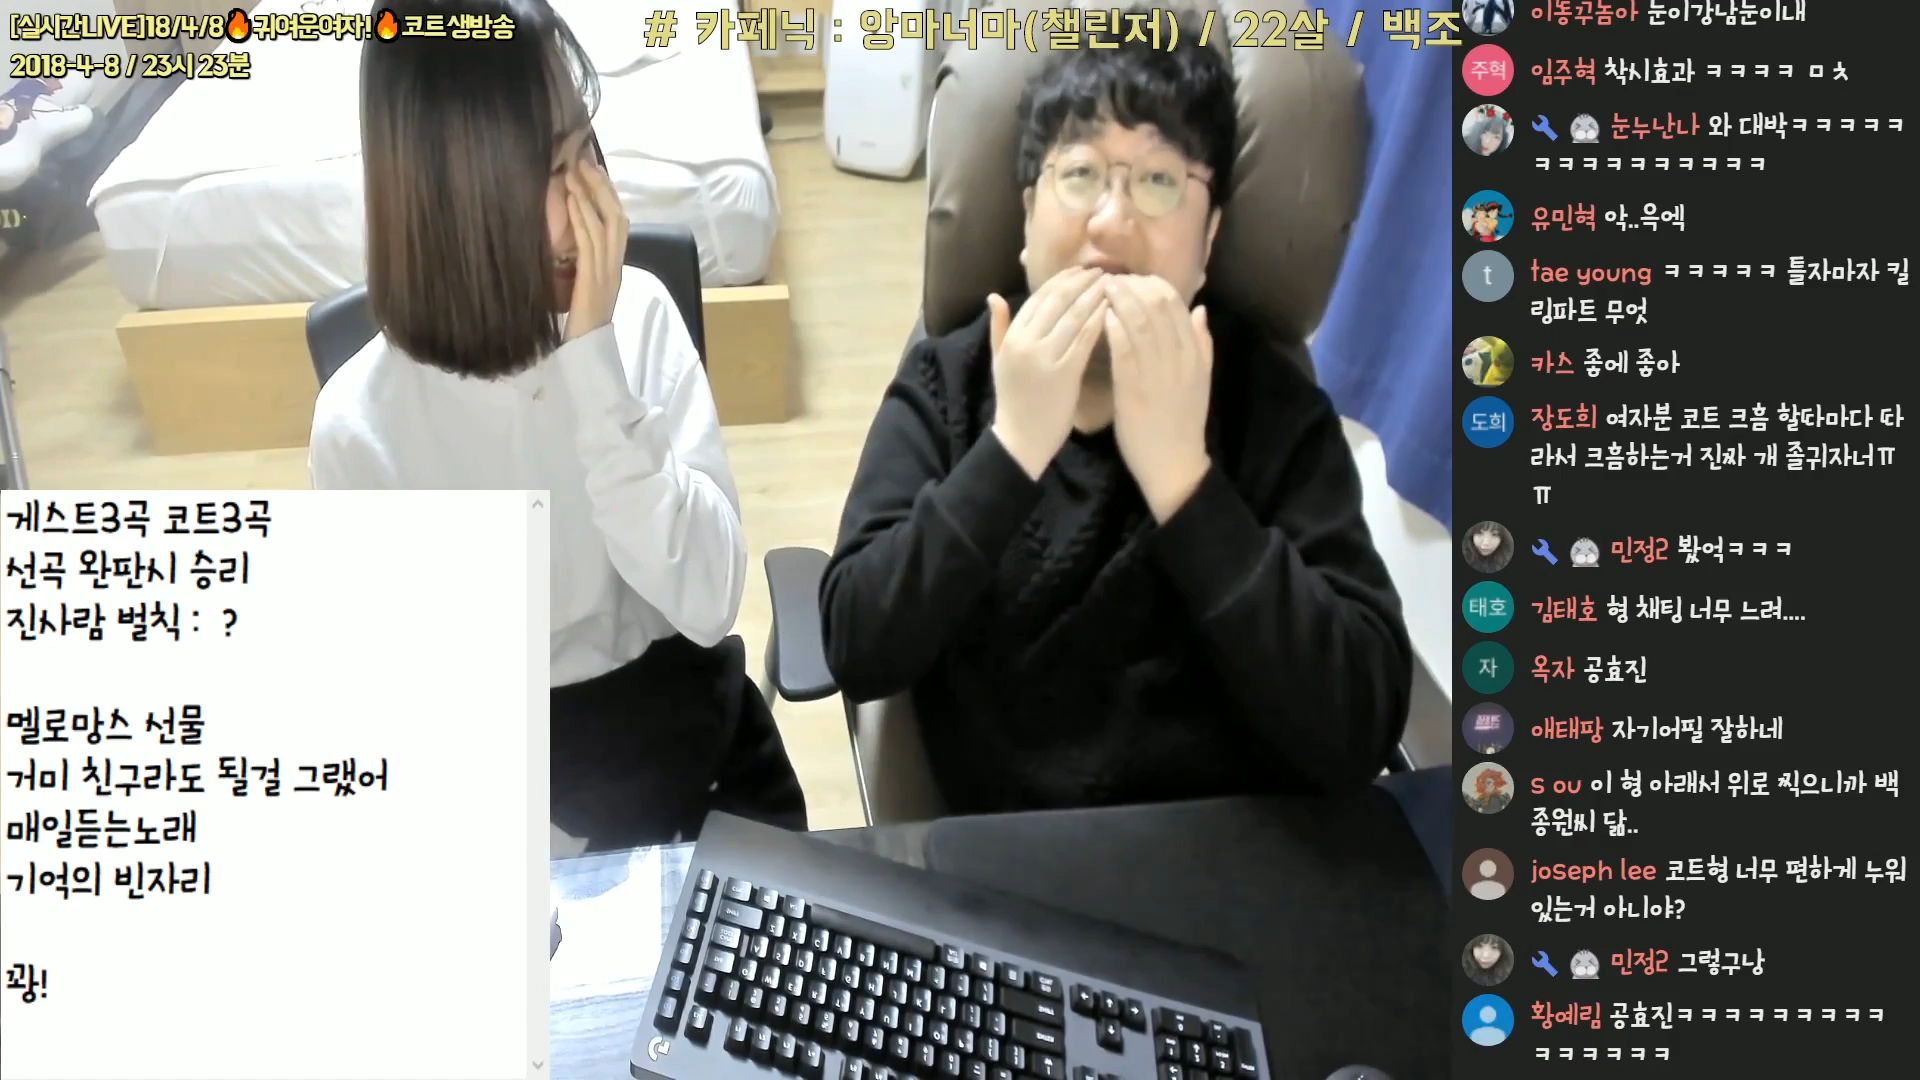 [실시간LIVE]18/4/8🔥귀여운여자!🔥코트생방송
2018-4-8 / 23시 23분
# 카페닉 : 앙마너마(챌린저) / 22살 / 백조
게스트3곡 코트3곡
선곡 완판시 승리
진사람 벌칙 : ?
멜로망스 선물
거미 친구라도 될걸 그랬어
매일듣는노래
기억의 빈자리
꽝!
이동꾸놈아 눈이강남눈이내
주혁
임주혁 착시효과 ㅋㅋㅋㅋ ㅁㅊ
눈누난나 와 대박ㅋㅋㅋㅋㅋ
ㅋㅋㅋㅋㅋㅋㅋㅋㅋㅋ
유민혁 악..윽엑
t
tae young ㅋㅋㅋㅋㅋ 틀자마자 킬
링파트 무엇
카스 좋에 좋아
도희
장도희 여자분 코트 크흠 할따마다 따
라서 크흠하는거 진짜 개 졸귀자너ㅠ
ㅠ
민정2 봤엌ㅋㅋㅋ
태호
김태호 형 채팅 너무 느려....
자
옥자 공효진
애태팡 자기어필 잘하네
s ou 이 형 아래서 위로 찍으니까 백
종원씨 닮..
joseph lee 코트형 너무 편하게 누워
있는거 아니야?
민정2 그렇구낭
황예림 공효진ㅋㅋㅋㅋㅋㅋㅋㅋㅋ
ㅋㅋㅋㅋㅋㅋ